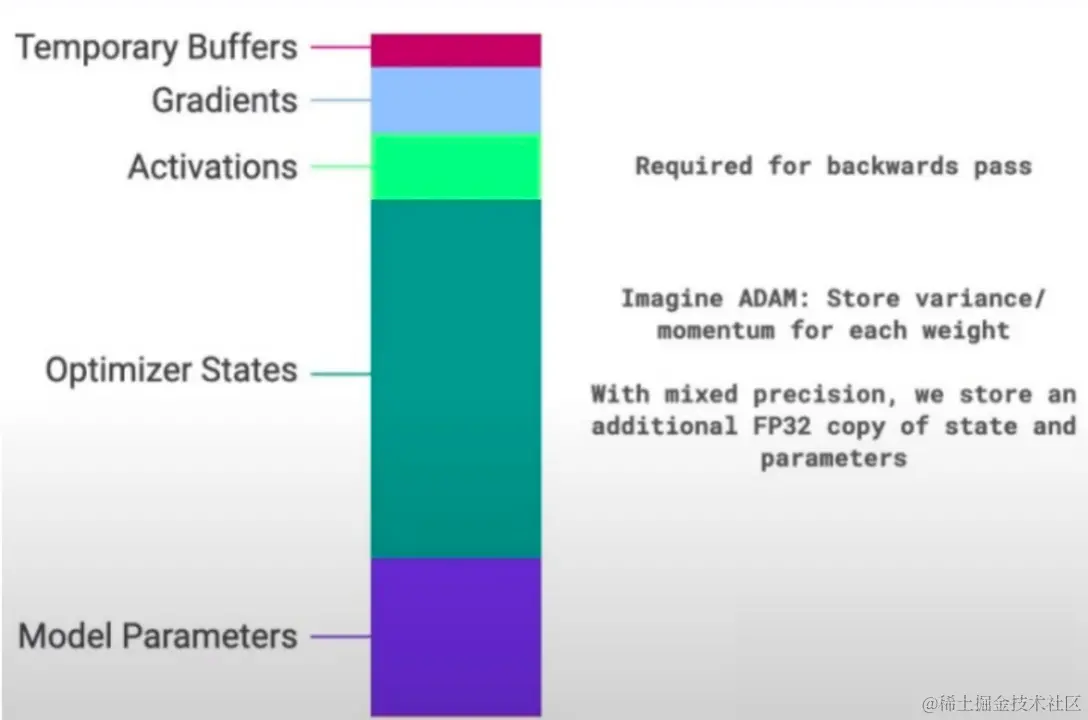 Temporary Buffers
Gradients
Activations
Required for backwards pass
Imagine ADAM: Store variance/
momentum for each weight
Optimizer States
With mixed precision, we store an
additional FP32 copy of state and
parameters
Model Parameters
@稀土掘金技术社区